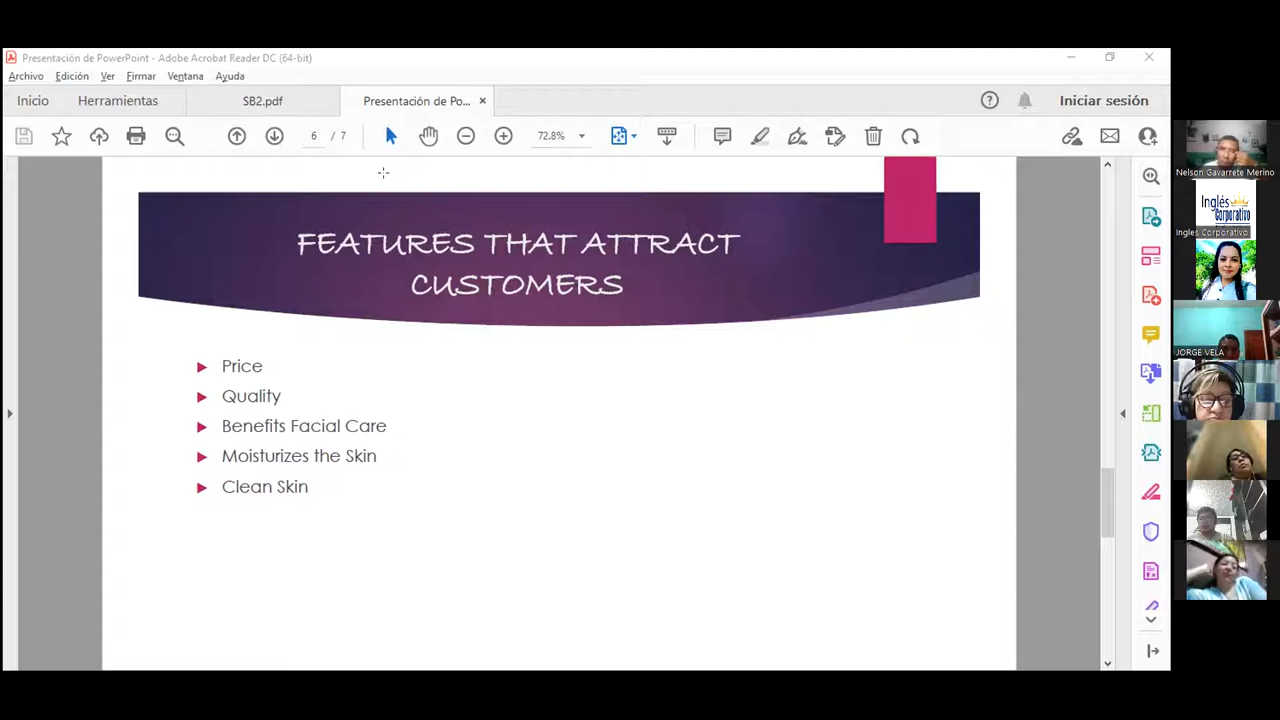 Presentación de PowerPoint - Adobe Acrobat Reader DC (64-bit)
Archivo Edición Ver Firmar Ventana Ayuda
Inicio Herramientas SB2.pdf Presentación de Po... Iniciar sesión
6 / 7 72.8%
FEATURES THAT ATTRACT
CUSTOMERS
Price
Quality
Benefits Facial Care
Moisturizes the Skin
Clean Skin
Nelson Gavarrete Merino
Inglés
Corporativo
Ingles Corporativo
JORGE VELA